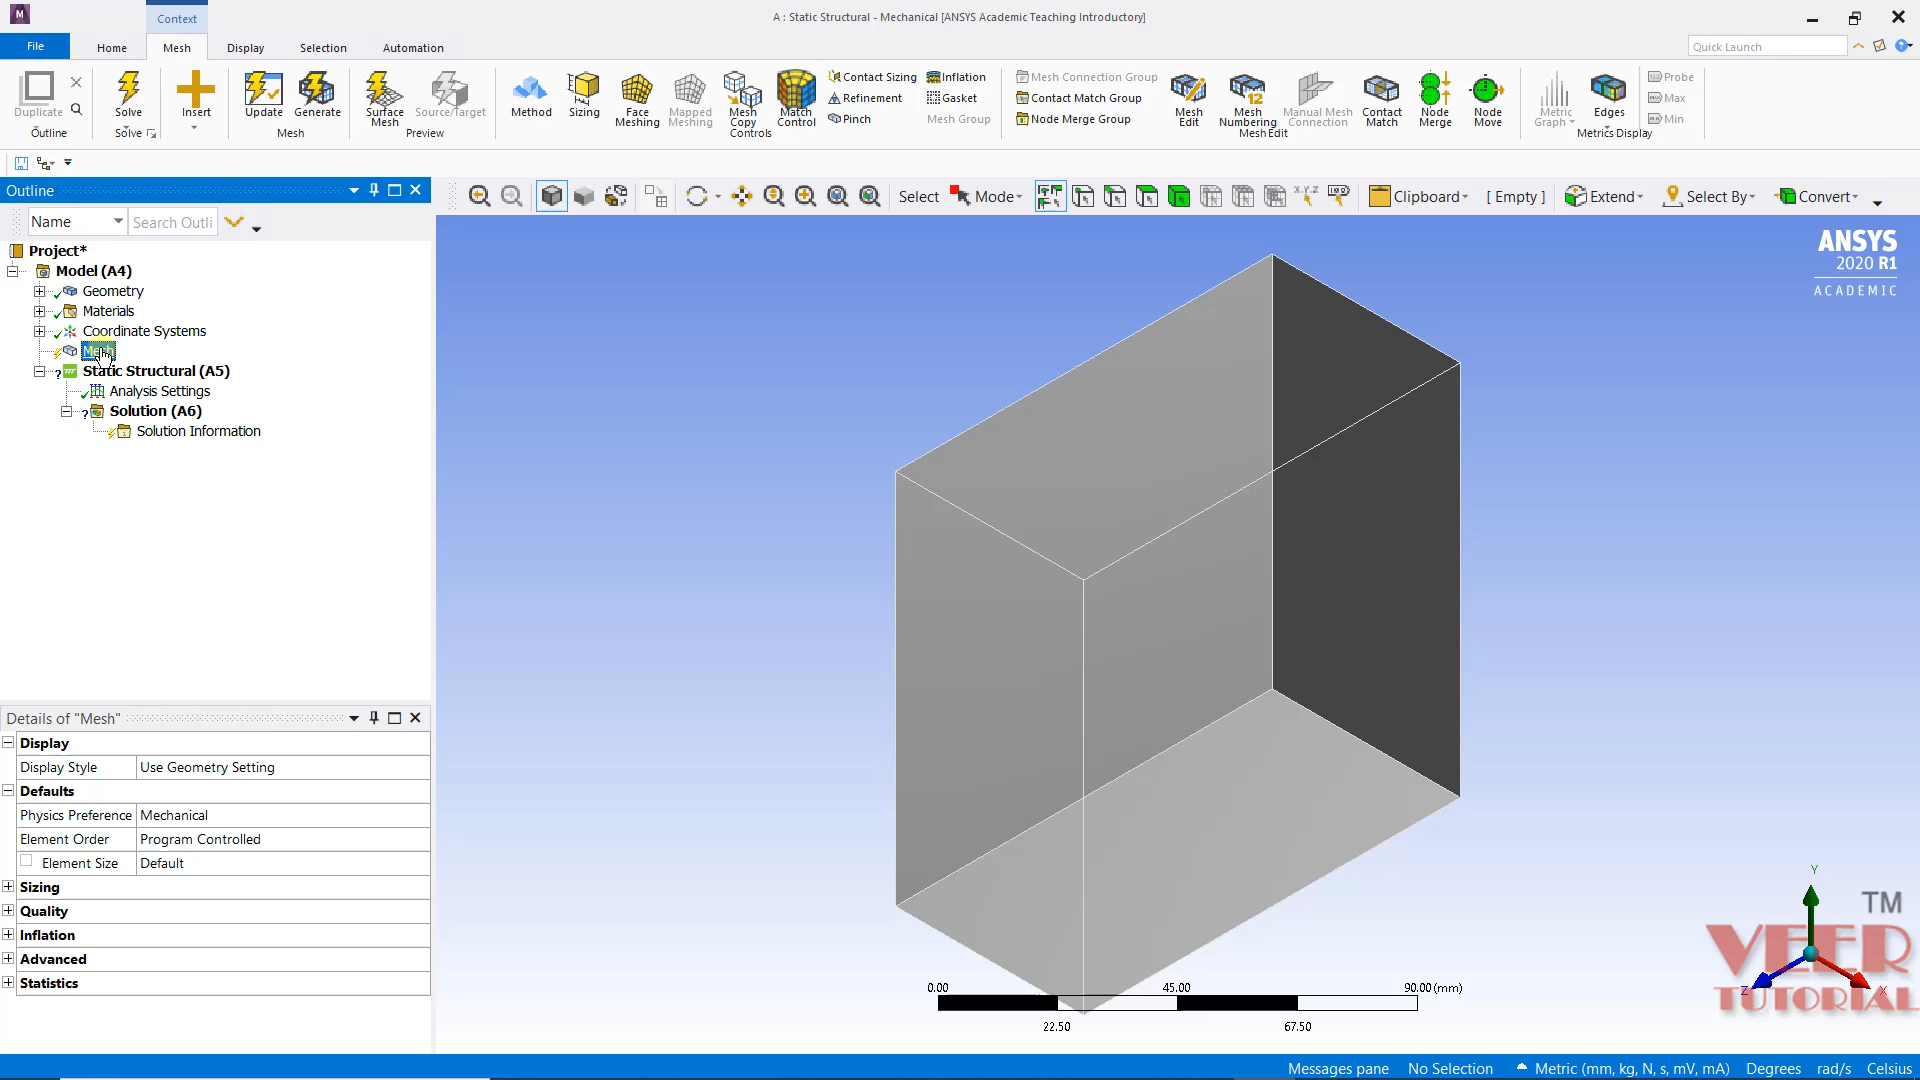 M
Context
A : Static Structural - Mechanical [ANSYS Academic Teaching Introductory]
File
Home
Mesh
Display
Selection
Automation
Quick Launch
Duplicate
Outline
Solve
Solve
Insert
Update
Generate
Mesh
Surface Mesh
Source/Target
Preview
Method
Sizing
Face Meshing
Mapped Meshing
Mesh Copy
Match Control
Contact Sizing
Refinement
Pinch
Inflation
Gasket
Mesh Group
Controls
Mesh Connection Group
Contact Match Group
Node Merge Group
Mesh Edit
Mesh Numbering
Manual Mesh Connection
Contact Match
Node Merge
Node Move
Mesh Edit
Metric Graph
Edges
Probe
Max
Min
Metrics Display
Outline
Select
Mode
Clipboard
[ Empty ]
Extend
Select By
Convert
Name
Search Outli
Project*
Model (A4)
Geometry
Materials
Coordinate Systems
Mesh
Static Structural (A5)
Analysis Settings
Solution (A6)
Solution Information
ANSYS
2020 R1
ACADEMIC
Details of "Mesh"
Display
Display Style Use Geometry Setting
Defaults
Physics Preference Mechanical
Element Order Program Controlled
Element Size Default
Sizing
Quality
Inflation
Advanced
Statistics
0.00 45.00 90.00 (mm)
22.50 67.50
Y
Z
X
TM
VEER
TUTORIAL
Messages pane No Selection Metric (mm, kg, N, s, mV, mA) Degrees rad/s Celsius